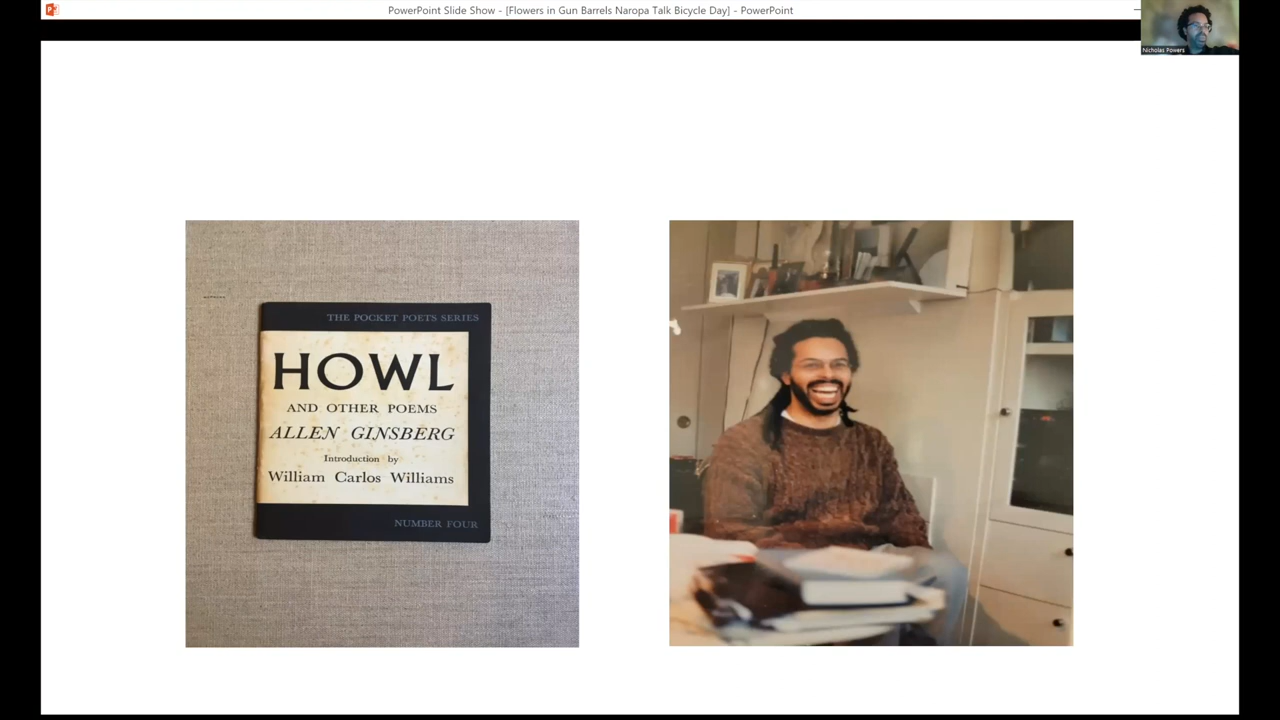 PowerPoint Slide Show - [Flowers in Gun Barrels Naropa Talk Bicycle Day] - PowerPoint
Nicholas Powers
THE POCKET POETS SERIES
HOWL
AND OTHER POEMS
ALLEN GINSBERG
Introduction by
William Carlos Williams
NUMBER FOUR